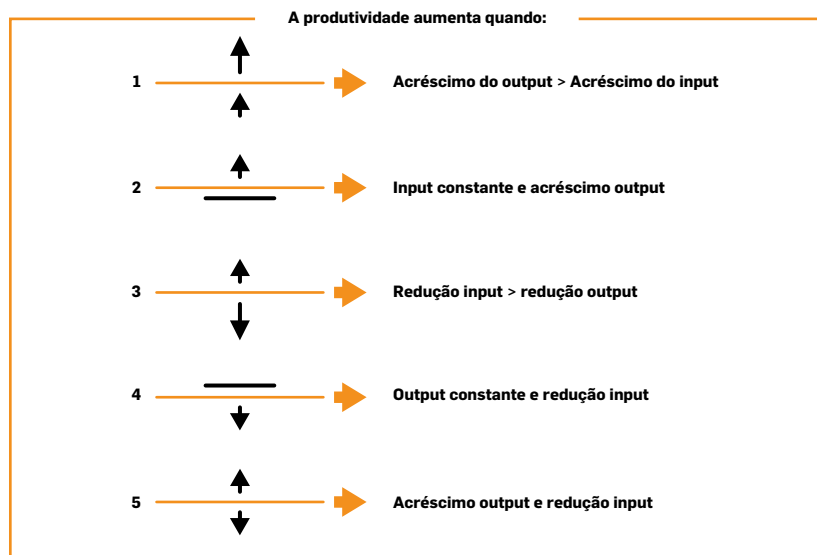 A produtividade aumenta quando:
1 Acréscimo do output > Acréscimo do input
2 Input constante e acréscimo output
3 Redução input > redução output
4 Output constante e redução input
5 Acréscimo output e redução input